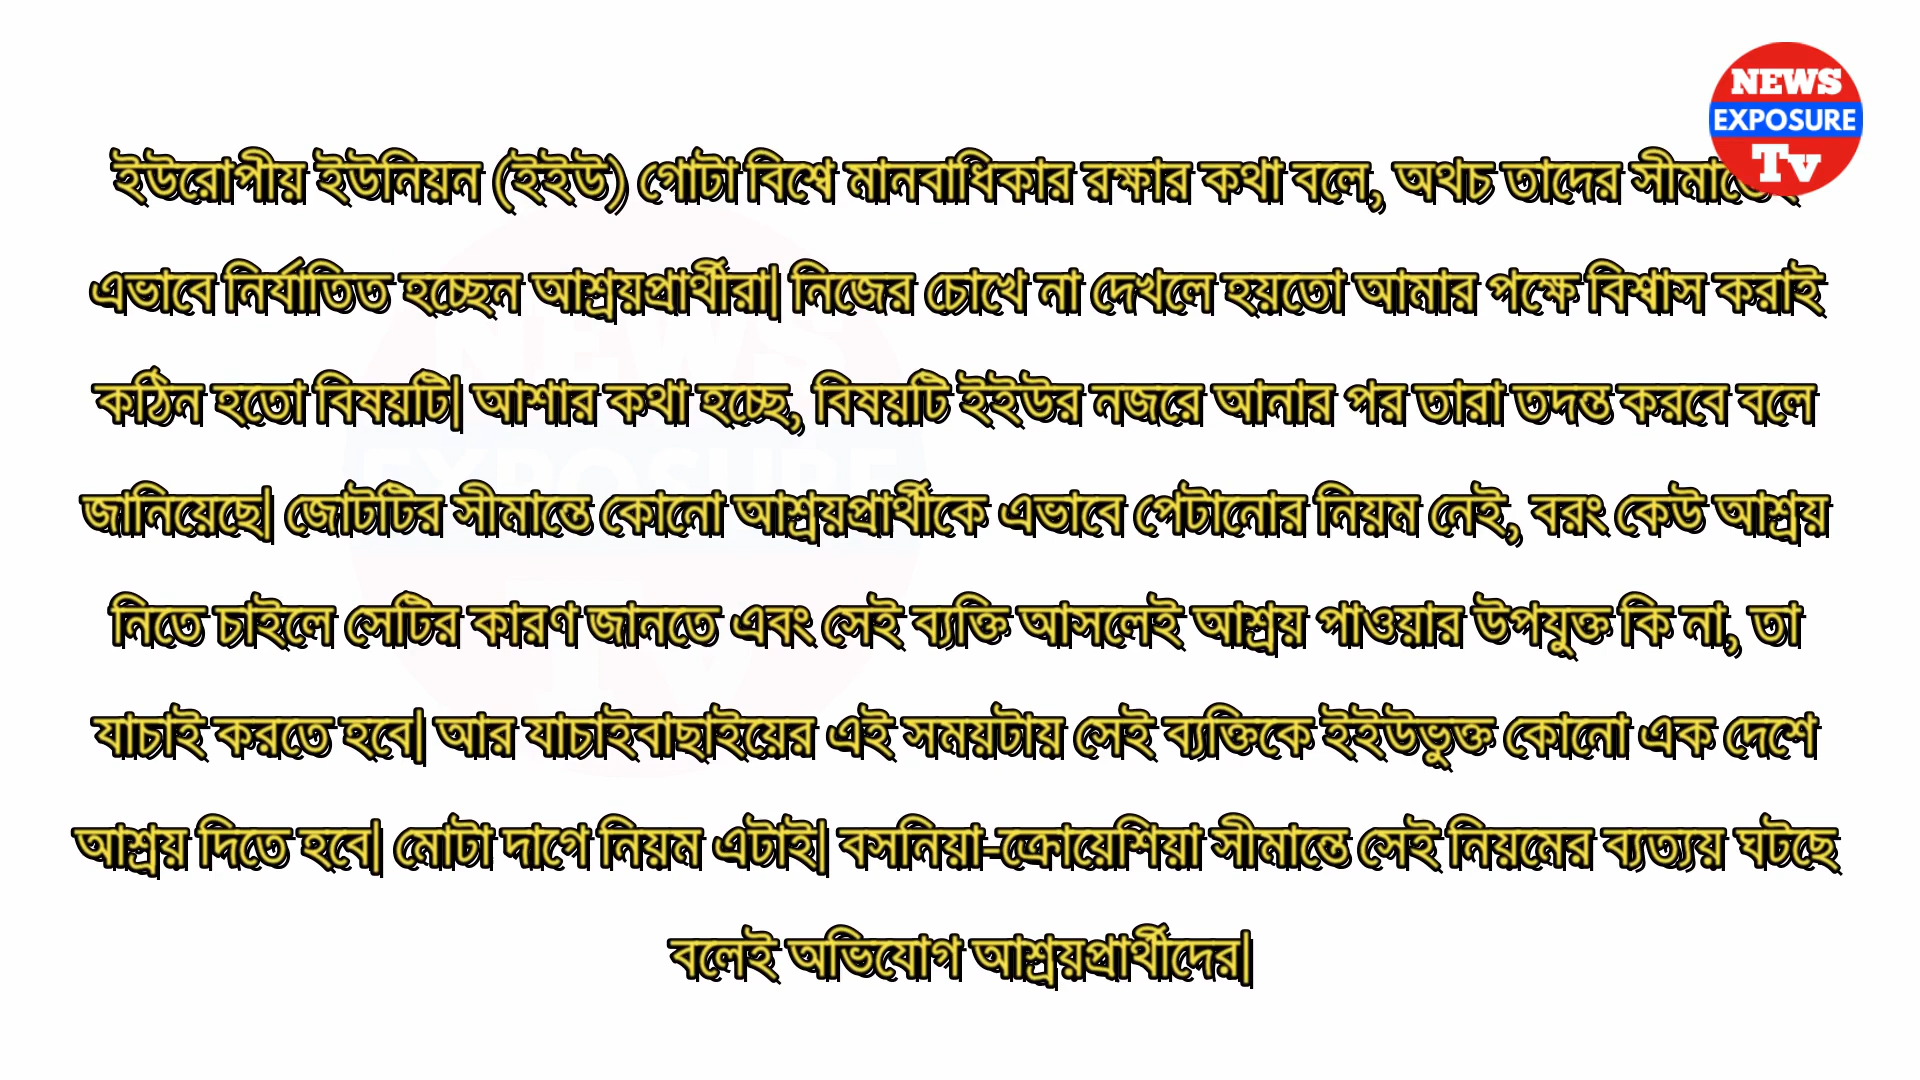 NEWS
EXPOSURE
Tv
ইউরোপীয় ইউনিয়ন (ইইউ) গোটা বিশ্বে মানবাধিকার রক্ষার কথা বলে, অথচ তাদের
এভাবে নির্যাতিত হচ্ছেন আশ্রয়প্রার্থীরা| নিজের চোখে না দেখলে হয়তো আমার পক্ষে বিশ্বাস করাই
কঠিন হতো বিষয়টি| আশার কথা হচ্ছে, বিষয়টি ইইউর নজরে আনার পর তারা তদন্ত করবে বলে
জানিয়েছে| জোটটির সীমান্তে কোনো আশ্রয়প্রার্থীকে এভাবে পেটানোর নিয়ম নেই, বরং কেউ আশ্রয়
নিতে চাইলে সেটির কারণ জানতে এবং সেই ব্যক্তি আসলেই আশ্রয় পাওয়ার উপযুক্ত কি না, তা
যাচাই করতে হবে| আর যাচাইবাছাইয়ের এই সময়টায় সেই ব্যক্তিকে ইইউভুক্ত কোনো এক দেশে
আশ্রয় দিতে হবে| মোটা দাগে নিয়ম এটাই| বসনিয়া-ক্রোয়েশিয়া সীমান্তে সেই নিয়মের ব্যত্যয় ঘটছে
বলেই অভিযোগ আশ্রয়প্রার্থীদের|